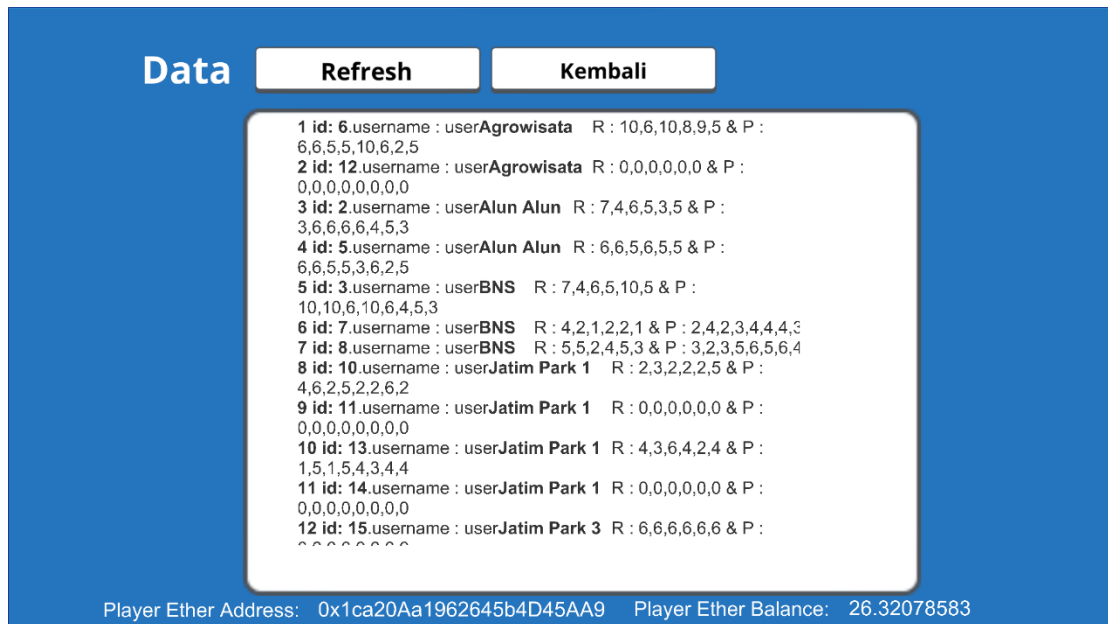 Data Refresh Kembali
1 id: 6.username : userAgrowisata R : 10,6,10,8,9,5 & P :
6,6,5,5,10,6,2,5
2 id: 12.username : userAgrowisata R : 0,0,0,0,0,0 & P :
0,0,0,0,0,0,0,0
3 id: 2.username : userAlun Alun R : 7,4,6,5,3,5 & P :
3,6,6,6,6,4,5,3
4 id: 5.username : userAlun Alun R : 6,6,5,6,5,5 & P :
6,6,5,5,3,6,2,5
5 id: 3.username : userBNS R : 7,4,6,5,10,5 & P :
10,10,6,10,6,4,5,3
6 id: 7.username : userBNS R : 4,2,1,2,2,1 & P : 2,4,2,3,4,4,4,3
7 id: 8.username : userBNS R : 5,5,2,4,5,3 & P : 3,2,3,5,6,5,6,4
8 id: 10.username : userJatim Park 1 R : 2,3,2,2,2,5 & P :
4,6,2,5,2,2,6,2
9 id: 11.username : userJatim Park 1 R : 0,0,0,0,0,0 & P :
0,0,0,0,0,0,0,0
10 id: 13.username : userJatim Park 1 R : 4,3,6,4,2,4 & P :
1,5,1,5,4,3,4,4
11 id: 14.username : userJatim Park 1 R : 0,0,0,0,0,0 & P :
0,0,0,0,0,0,0,0
12 id: 15.username : userJatim Park 3 R : 6,6,6,6,6,6 & P :
Player Ether Address: 0x1ca20Aa1962645b4D45AA9 Player Ether Balance: 26.32078583